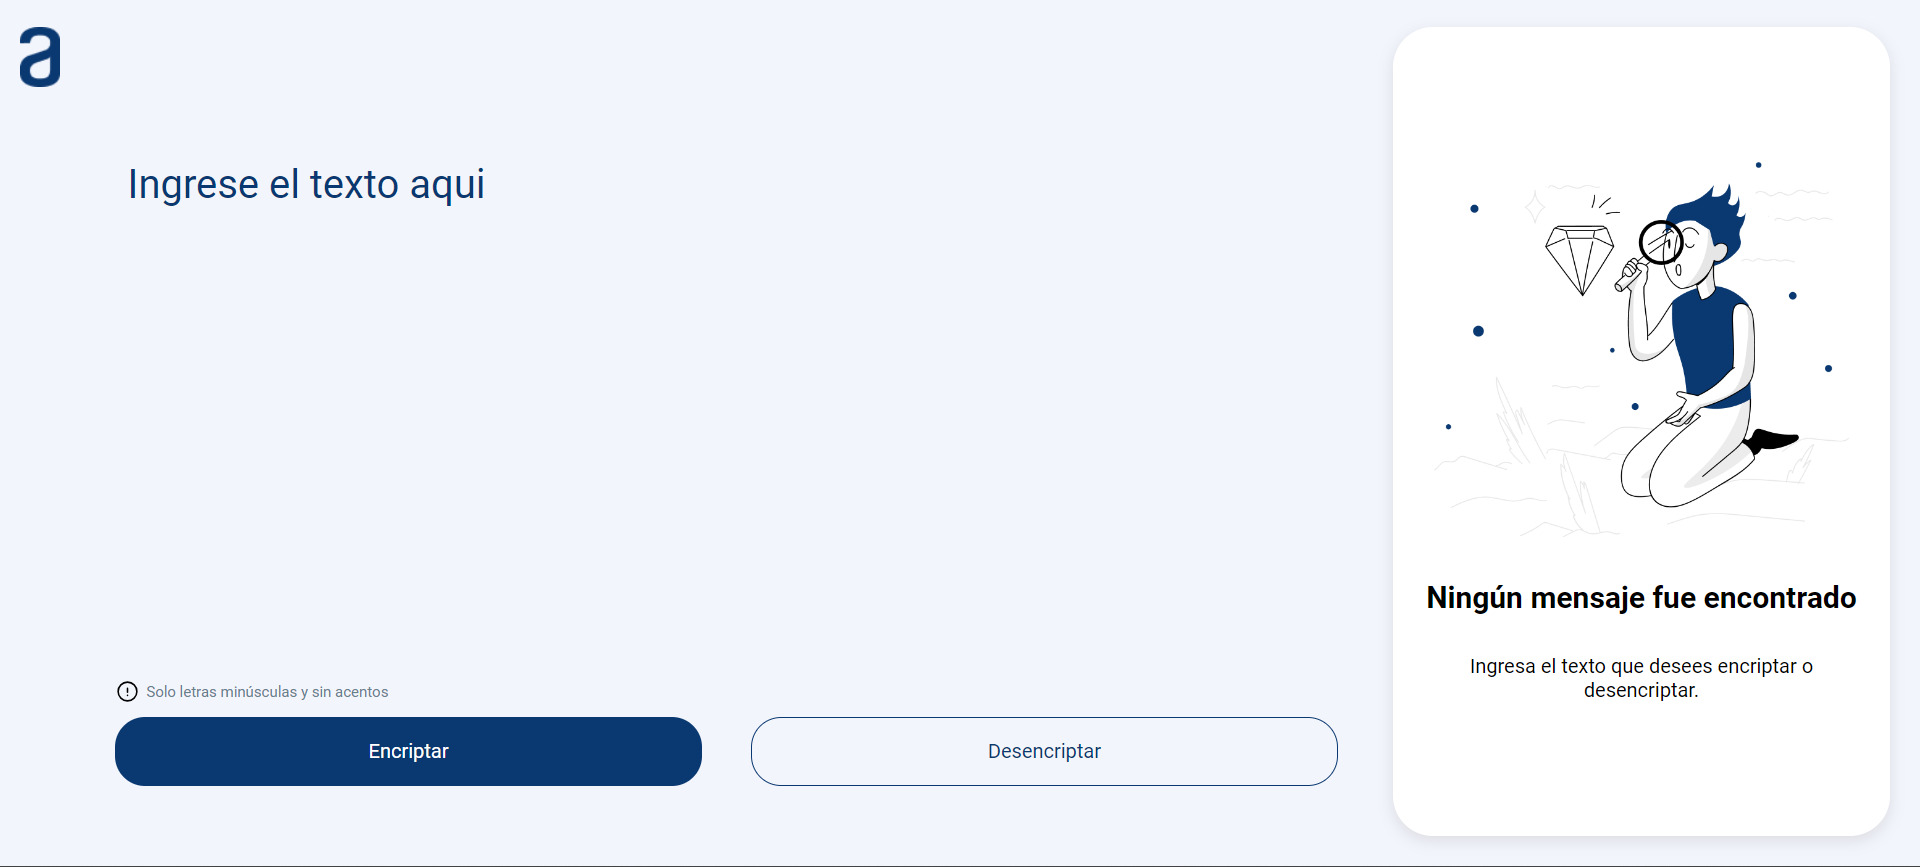 a
Ingrese el texto aqui
Solo letras minúsculas y sin acentos
Encriptar
Desencriptar
Ningún mensaje fue encontrado
Ingresa el texto que desees encriptar o
desencriptar.